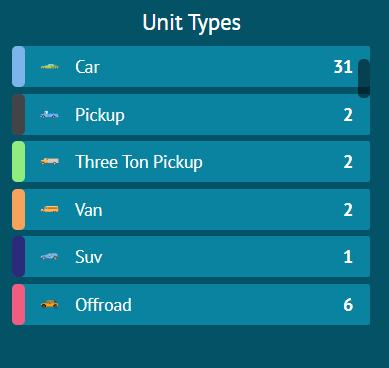 Unit Types
Car 31
Pickup 2
Three Ton Pickup 2
Van 2
Suv 1
Offroad 6